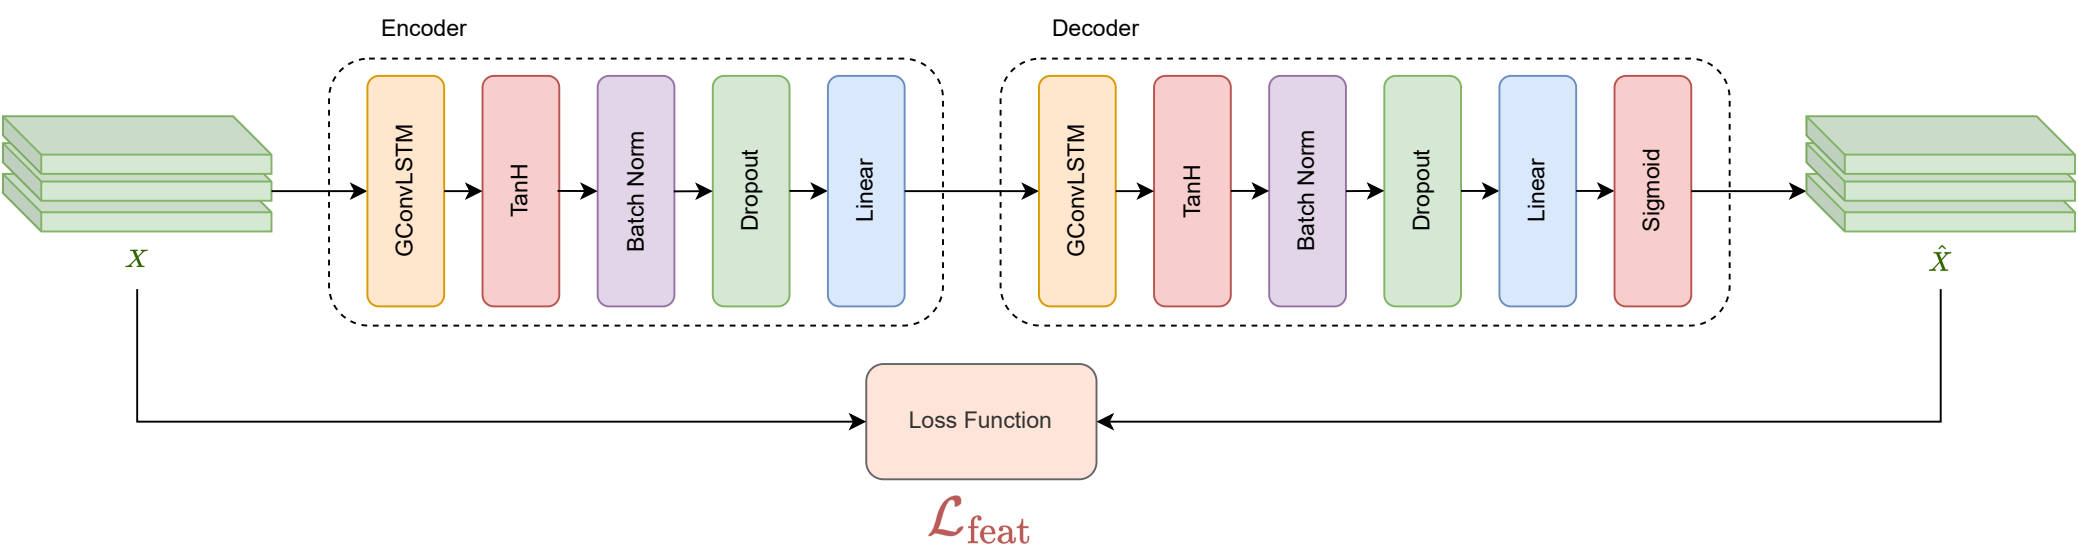 Encoder
Decoder
GConvLSTM
TanH
Batch Norm
Dropout
Linear
GConvLSTM
TanH
Batch Norm
Dropout
Linear
Sigmoid
X
X̂
Loss Function
ℒfeat